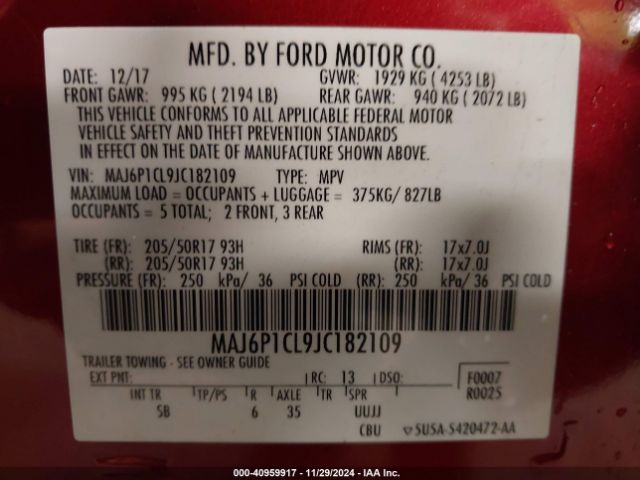 MFD. BY FORD MOTOR CO.
DATE: 12/17 GVWR: 1929 KG ( 4253 LB)
FRONT GAWR: 995 KG ( 2194 LB) REAR GAWR: 940 KG ( 2072 LB)
THIS VEHICLE CONFORMS TO ALL APPLICABLE FEDERAL MOTOR
VEHICLE SAFETY AND THEFT PREVENTION STANDARDS
IN EFFECT ON THE DATE OF MANUFACTURE SHOWN ABOVE.
VIN: MAJ6P1CL9JC182109 TYPE: MPV
MAXIMUM LOAD = OCCUPANTS + LUGGAGE = 375KG/ 827LB
OCCUPANTS = 5 TOTAL; 2 FRONT, 3 REAR
TIRE (FR): 205/50R17 93H RIMS (FR): 17x7.0J
(RR): 205/50R17 93H (RR): 17x7.0J
PRESSURE (FR): 250 kPa/ 36 PSI COLD (RR): 250 kPa/ 36 PSI COLD
MAJ6P1CL9JC182109
TRAILER TOWING - SEE OWNER GUIDE
EXT PNT: RC: 13 DSO: F0007
R0025
INT TR TP/PS R AXLE TR SPR
SB 6 35 UUJJ
CBU SUSA-5420472-AA
000-40959917 - 11/29/2024 - IAA Inc.